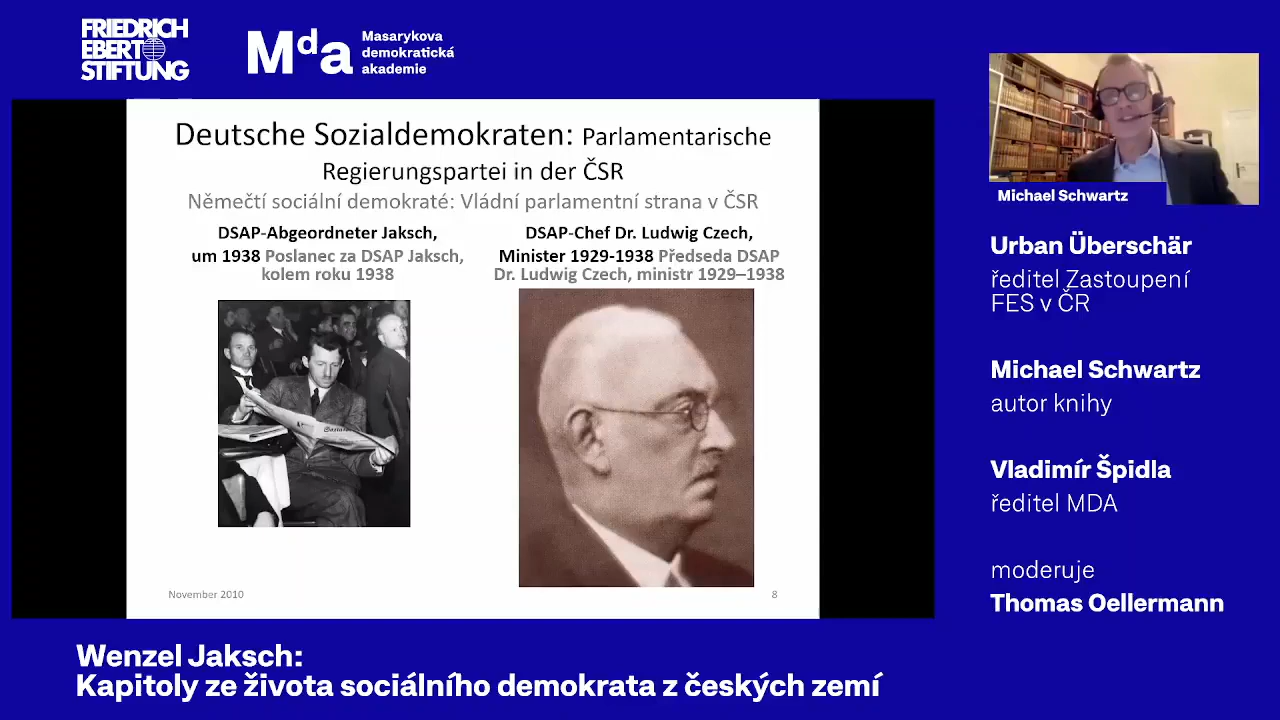 FRIEDRICH
EBERT
STIFTUNG
Mda
Masarykova
demokratická
akademie
Deutsche Sozialdemokraten: Parlamentarische
Regierungspartei in der ČSR
Němečtí sociální demokraté: Vládní parlamentní strana v ČSR
DSAP-Abgeordneter Jaksch,
um 1938 Poslanec za DSAP Jaksch,
kolem roku 1938
DSAP-Chef Dr. Ludwig Czech,
Minister 1929-1938 Předseda DSAP
Dr. Ludwig Czech, ministr 1929–1938
November 2010
8
Michael Schwartz
Urban Überschär
ředitel Zastoupení
FES v ČR
Michael Schwartz
autor knihy
Vladimír Špidla
ředitel MDA
moderuje
Thomas Oellermann
Wenzel Jaksch:
Kapitoly ze života sociálního demokrata z českých zemí